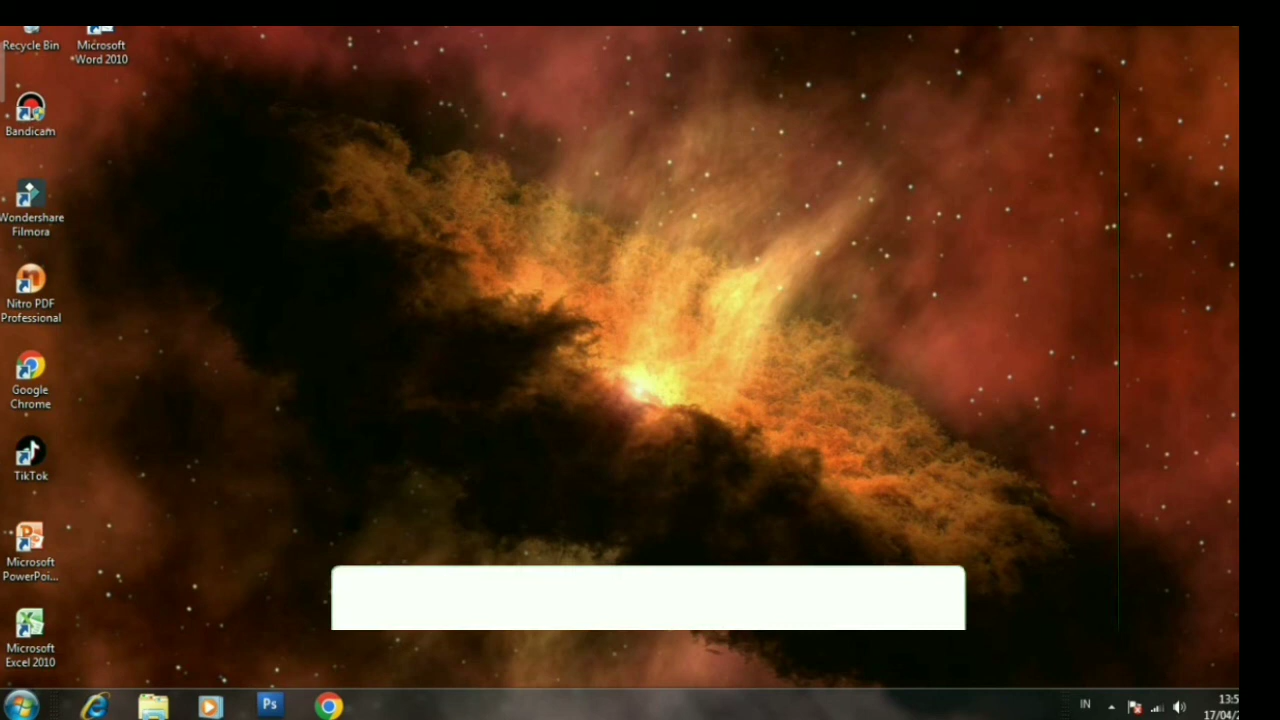 Recycle Bin
Microsoft
Word 2010
Bandicam
Wondershare
Filmora
Nitro PDF
Professional
Google
Chrome
TikTok
Microsoft
PowerPoi...
Microsoft
Excel 2010
Ps
IN
13:5
17/04/2